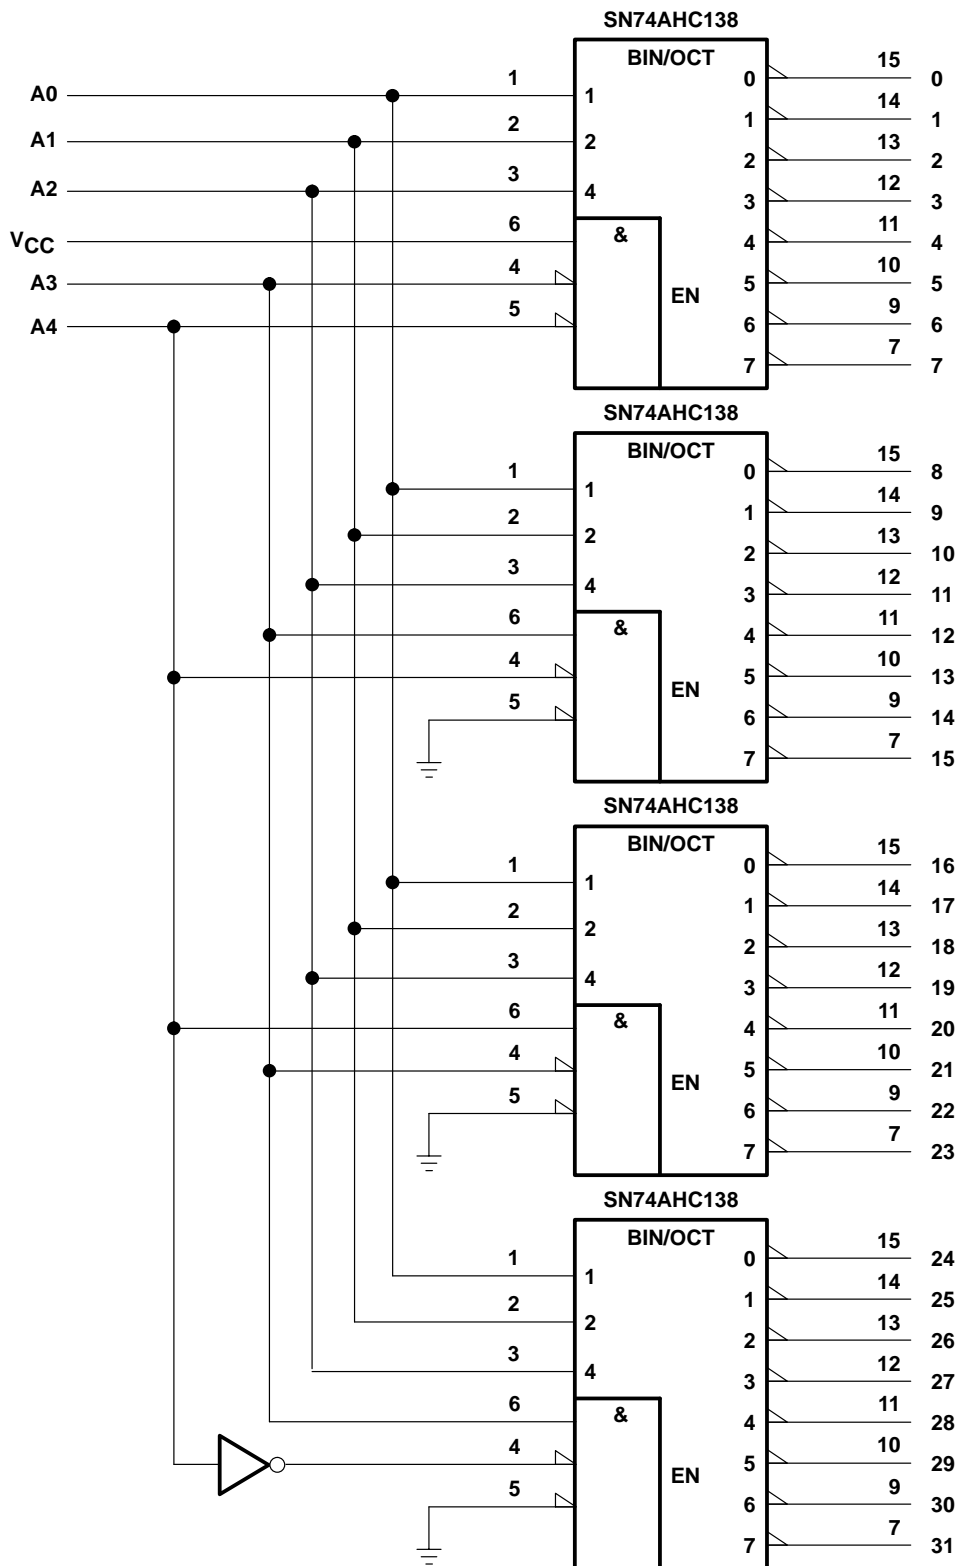 SN74AHC138
BIN/OCT
A0 1 1 0 15 0
A1 2 2 1 14 1
A2 3 4 2 13 2
3 12 3
VCC 6 & 4 11 4
A3 4 EN 5 10 5
A4 5 6 9 6
7 7 7
SN74AHC138
BIN/OCT
1 1 0 15 8
2 2 1 14 9
3 4 2 13 10
3 12 11
6 & 4 11 12
4 EN 5 10 13
5 6 9 14
7 7 15
SN74AHC138
BIN/OCT
1 1 0 15 16
2 2 1 14 17
3 4 2 13 18
3 12 19
6 & 4 11 20
4 EN 5 10 21
5 6 9 22
7 7 23
SN74AHC138
BIN/OCT
1 1 0 15 24
2 2 1 14 25
3 4 2 13 26
3 12 27
6 & 4 11 28
4 EN 5 10 29
5 6 9 30
7 7 31